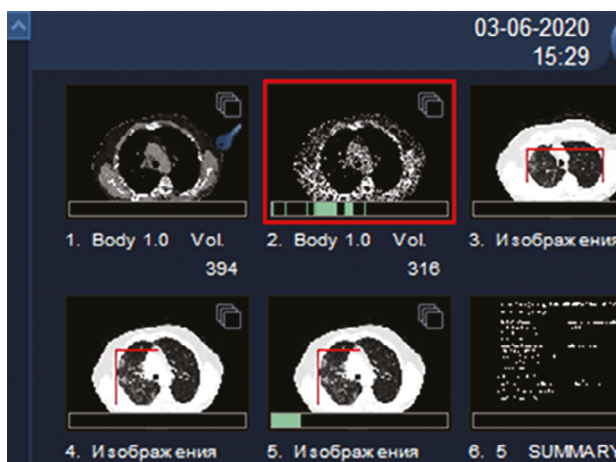 03-06-2020
15:29
1. Body 1.0 Vol.
394
2. Body 1.0 Vol.
316
3. Изображения
4. Изображения
5. Изображения
6. 5 SUMMARY